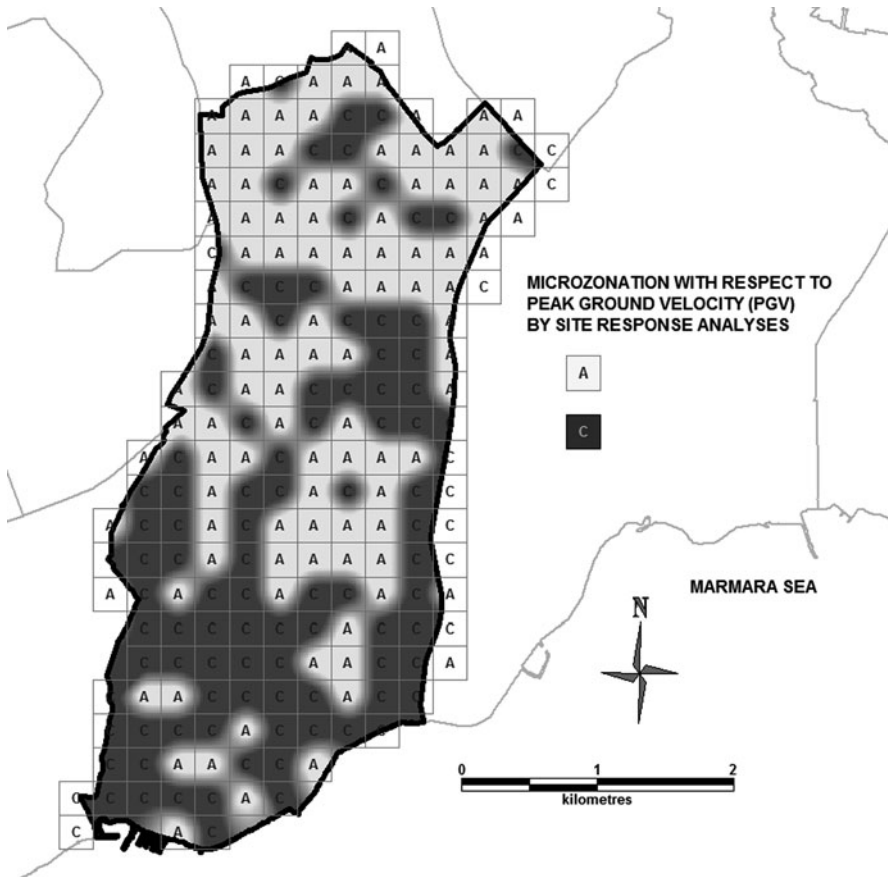 A
A C A A A
A A A A C C A A A
A A A C C A A A A C C
A A C A A C A A A A C
A A A A C A C C A A
C A A A A A A A A
C C C A A A A C
MICROZONATION WITH RESPECT TO
PEAK GROUND VELOCITY (PGV)
BY SITE RESPONSE ANALYSES
A
C
A A C A C C C A
C A A A A C C A
A C A A C C C C A
A A C A C A C C
A C A A C A A A A C
C C A C C A C A C C
A C C A C A A A A C C
C C A C A A A A C C
A C A C C A C C A C A
C C C C C C A C C C
C C C C C A A C C A
A A C C C C A C C
C C C C A C C C C
C C A A C C A
C C C C C A C
C A C
MARMARA SEA
N
0 1 2
kilometres